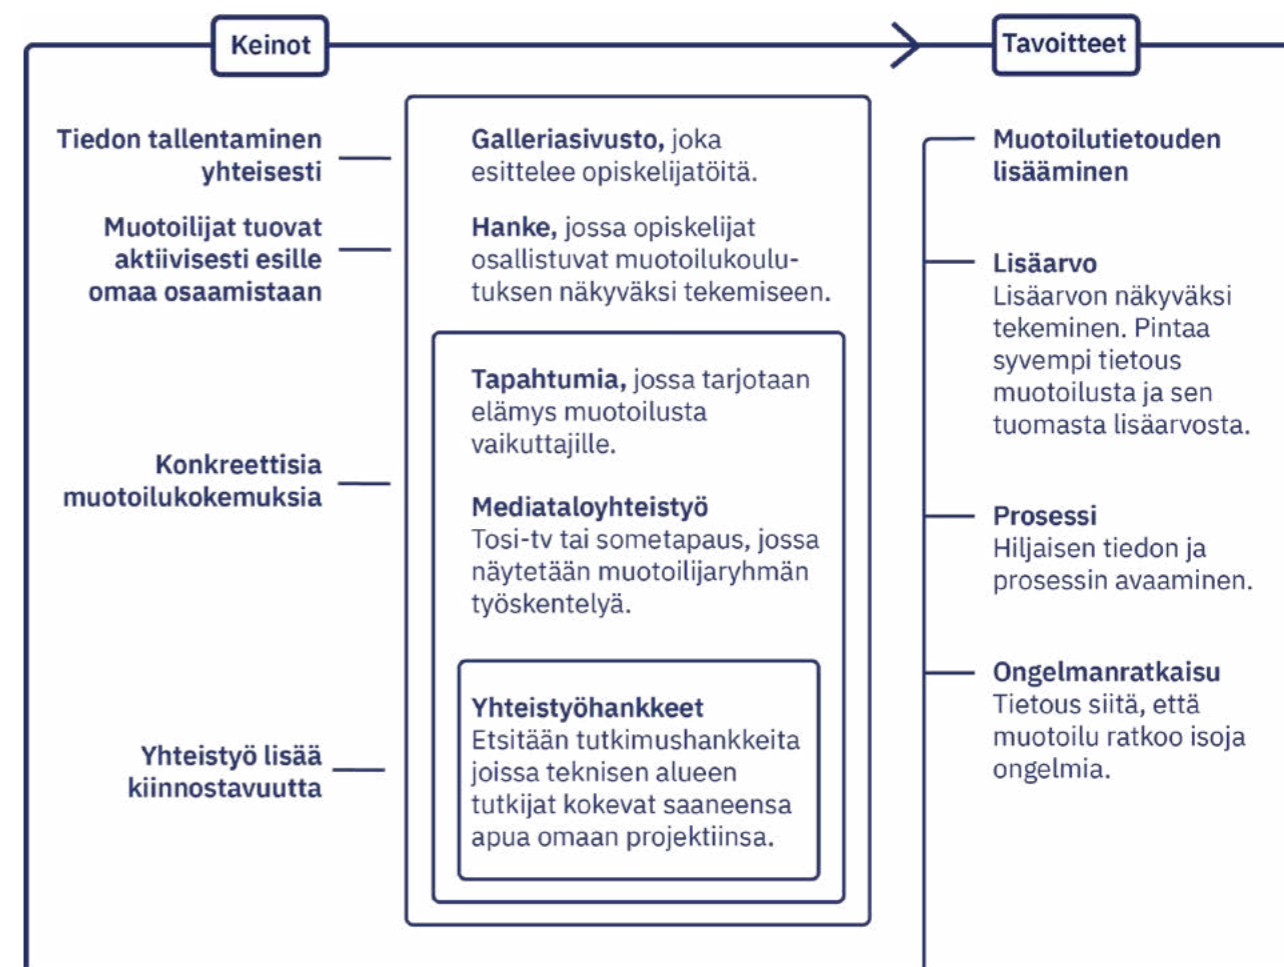 Keinot
Tavoitteet
Tiedon tallentaminen
yhteisesti
Muotoilijat tuovat
aktiivisesti esille
omaa osaamistaan
Konkreettisia
muotoilukokemuksia
Yhteistyö lisää
kiinnostavuutta
Galleriasivusto, joka
esittelee opiskelijatöitä.
Hanke, jossa opiskelijat
osallistuvat muotoilukoulu-
tuksen näkyväksi tekemiseen.
Tapahtumia, jossa tarjotaan
elämys muotoilusta
vaikuttajille.
Mediataloyhteistyö
Tosi-tv tai sometapaus, jossa
näytetään muotoilijaryhmän
työskentelyä.
Yhteistyöhankkeet
Etsitään tutkimushankkeita
joissa teknisen alueen
tutkijat kokevat saaneensa
apua omaan projektiinsa.
Muotoilutietouden
lisääminen
Lisäarvo
Lisäarvon näkyväksi
tekeminen. Pintaa
syvempi tietous
muotoilusta ja sen
tuomasta lisäarvosta.
Prosessi
Hiljaisen tiedon ja
prosessin avaaminen.
Ongelmanratkaisu
Tietous siitä, että
muotoilu ratkoo isoja
ongelmia.